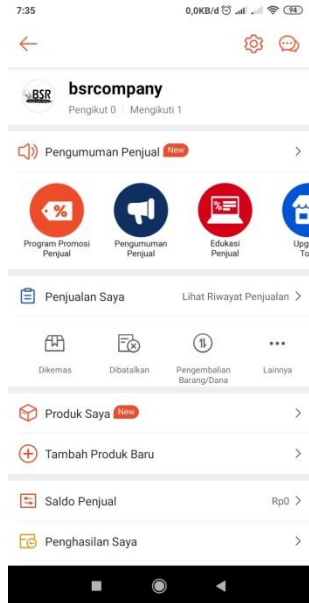 7:35
0,0KB/d
94
BSR
bsrcompany
Pengikut 0 Mengikuti 1
Pengumuman Penjual New
Program Promosi
Penjual
Pengumuman
Penjual
Edukasi
Penjual
Upg
To
Penjualan Saya
Lihat Riwayat Penjualan
Dikemas
Dibatalkan
Pengembalian
Barang/Dana
Lainnya
Produk Saya New
Tambah Produk Baru
Saldo Penjual
Rp0
Penghasilan Saya